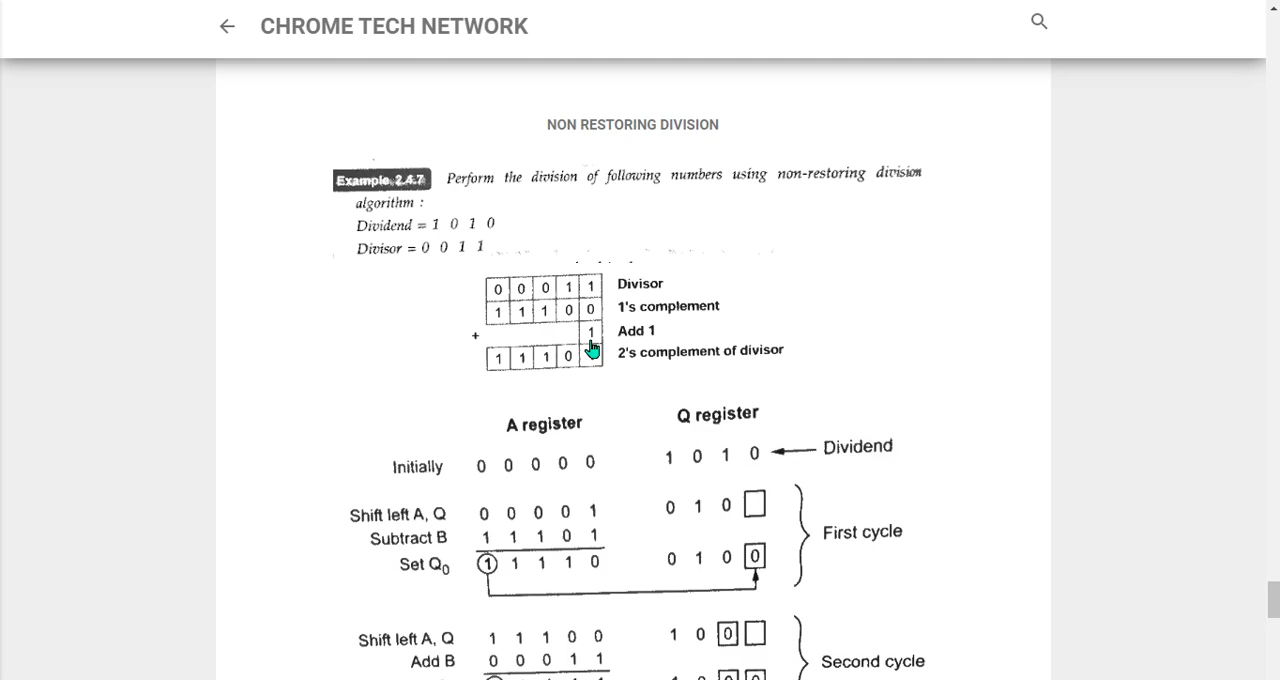 CHROME TECH NETWORK
NON RESTORING DIVISION
Example 2.4.7 Perform the division of following numbers using non-restoring division
algorithm :
Dividend = 1 0 1 0
Divisor = 0 0 1 1
0 0 0 1 1 Divisor
1 1 1 0 0 1's complement
+ 1 Add 1
1 1 1 0 2's complement of divisor
A register Q register
Initially 0 0 0 0 0 1 0 1 0 Dividend
Shift left A, Q 0 0 0 0 1 0 1 0
Subtract B 1 1 1 0 1 First cycle
Set Q0 1 1 1 1 0 0 1 0 0
Shift left A, Q 1 1 1 0 0 1 0 0
Add B 0 0 0 1 1 Second cycle